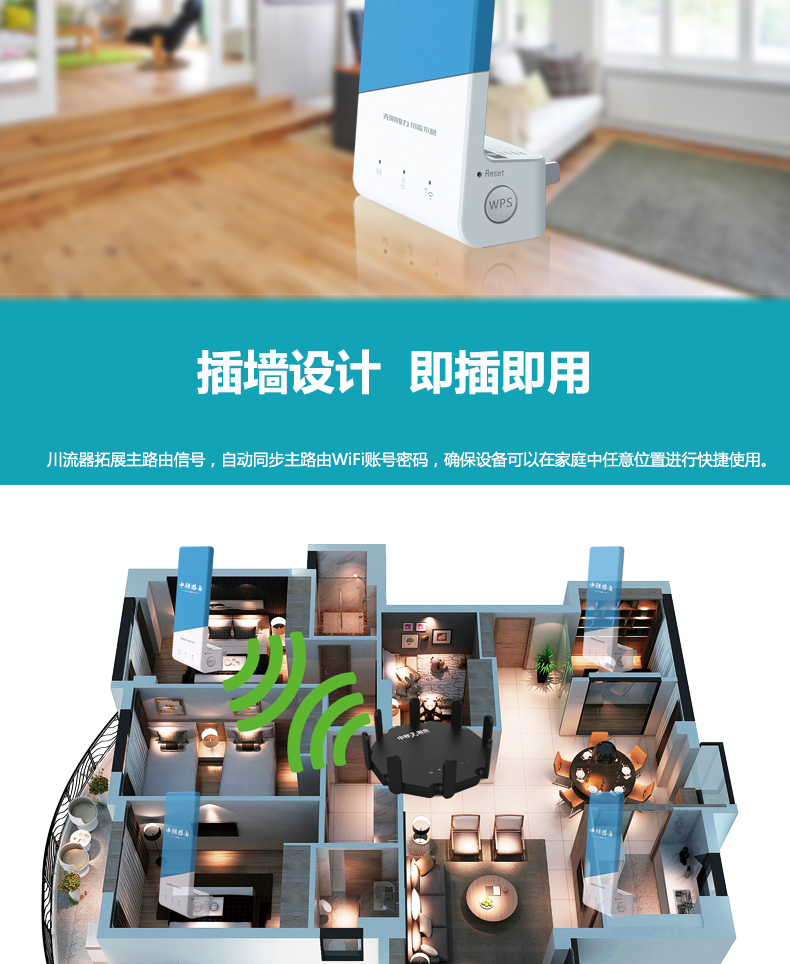 Reset
WPS
插墙设计 即插即用
川流器拓展主路由信号，自动同步主路由WiFi账号密码，确保设备可以在家庭中任意位置进行快捷使用。